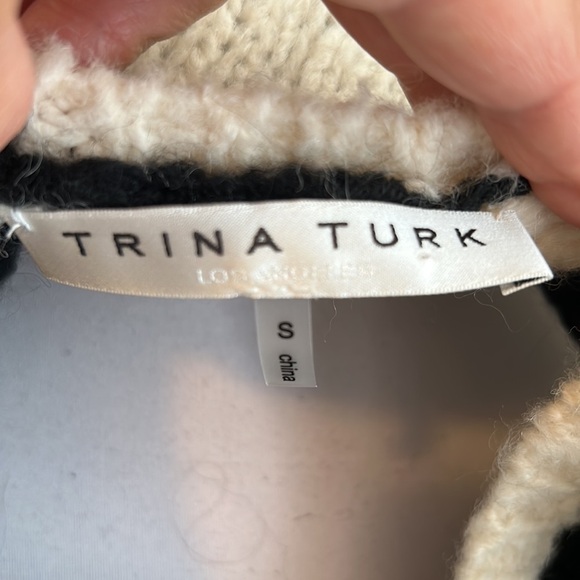 TRINA TURK
LOS ANGELES
S
china